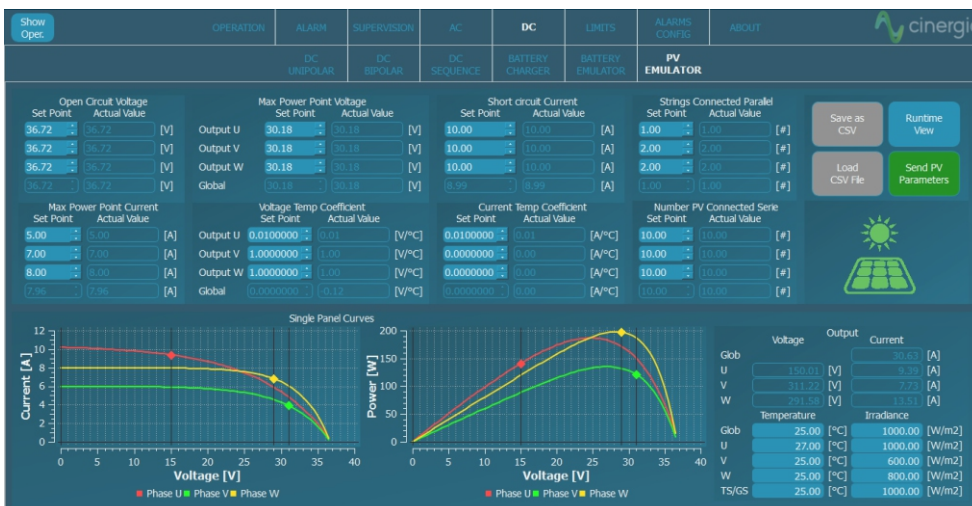 Show
Oper.
OPERATION ALARM SUPERVISION AC DC LIMITS ALARMS CONFIG ABOUT
cinergi
DC UNIPOLAR DC BIPOLAR DC SEQUENCE BATTERY CHARGER BATTERY EMULATOR PV EMULATOR
Open Circuit Voltage Max Power Point Voltage Short circuit Current Strings Connected Parallel
Set Point Actual Value Set Point Actual Value Set Point Actual Value Set Point Actual Value
36.72 36.72 [V] Output U 30.18 30.18 [V] 10.00 10.00 [A] 1.00 1.00 [#]
36.72 36.72 [V] Output V 30.18 30.18 [V] 10.00 10.00 [A] 2.00 2.00 [#]
36.72 36.72 [V] Output W 30.18 30.18 [V] 10.00 10.00 [A] 2.00 2.00 [#]
36.72 36.72 [V] Global 30.18 30.18 [V] 8.99 8.99 [A] 1.00 1.00 [#]
Save as CSV
Runtime View
Load CSV File
Send PV Parameters
Max Power Point Current Voltage Temp Coefficient Current Temp Coefficient Number PV Connected Serie
Set Point Actual Value Set Point Actual Value Set Point Actual Value Set Point Actual Value
5.00 5.00 [A] Output U 0.0100000 0.01 [V/ºC] 0.0100000 0.01 [A/ºC] 10.00 10.00 [#]
7.00 7.00 [A] Output V 1.0000000 1.00 [V/ºC] 0.0000000 0.00 [A/ºC] 10.00 10.00 [#]
8.00 8.00 [A] Output W 1.0000000 1.00 [V/ºC] 0.0000000 0.00 [A/ºC] 10.00 10.00 [#]
7.96 7.96 [A] Global 0.0000000 -0.12 [V/ºC] 0.0000000 0.00 [A/ºC] 10.00 10.00 [#]
Single Panel Curves
Current [A]
12
10
8
6
4
2
0
0 5 10 15 20 25 30 35 40
Voltage [V]
Phase U Phase V Phase W
Power [W]
200
150
100
50
0
0 5 10 15 20 25 30 35 40
Voltage [V]
Phase U Phase V Phase W
Output
Voltage Current
Glob 30.63 [A]
U 150.01 [V] 9.39 [A]
V 311.22 [V] 7.73 [A]
W 291.58 [V] 13.51 [A]
Temperature Irradiance
Glob 25.00 [ºC] 1000.00 [W/m2]
U 27.00 [ºC] 1000.00 [W/m2]
V 25.00 [ºC] 600.00 [W/m2]
W 25.00 [ºC] 800.00 [W/m2]
TS/GS 25.00 [ºC] 1000.00 [W/m2]